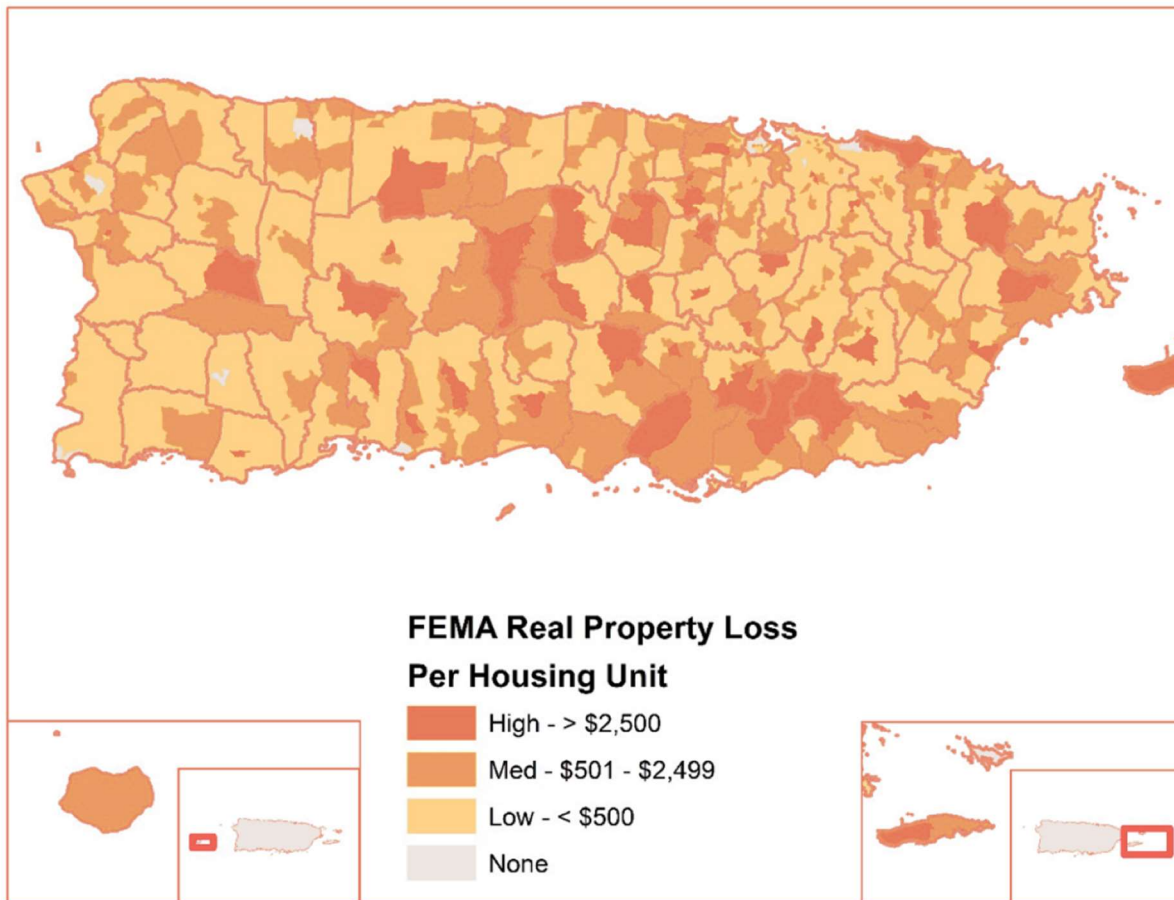 FEMA Real Property Loss
Per Housing Unit
High - > $2,500
Med - $501 - $2,499
Low - < $500
None